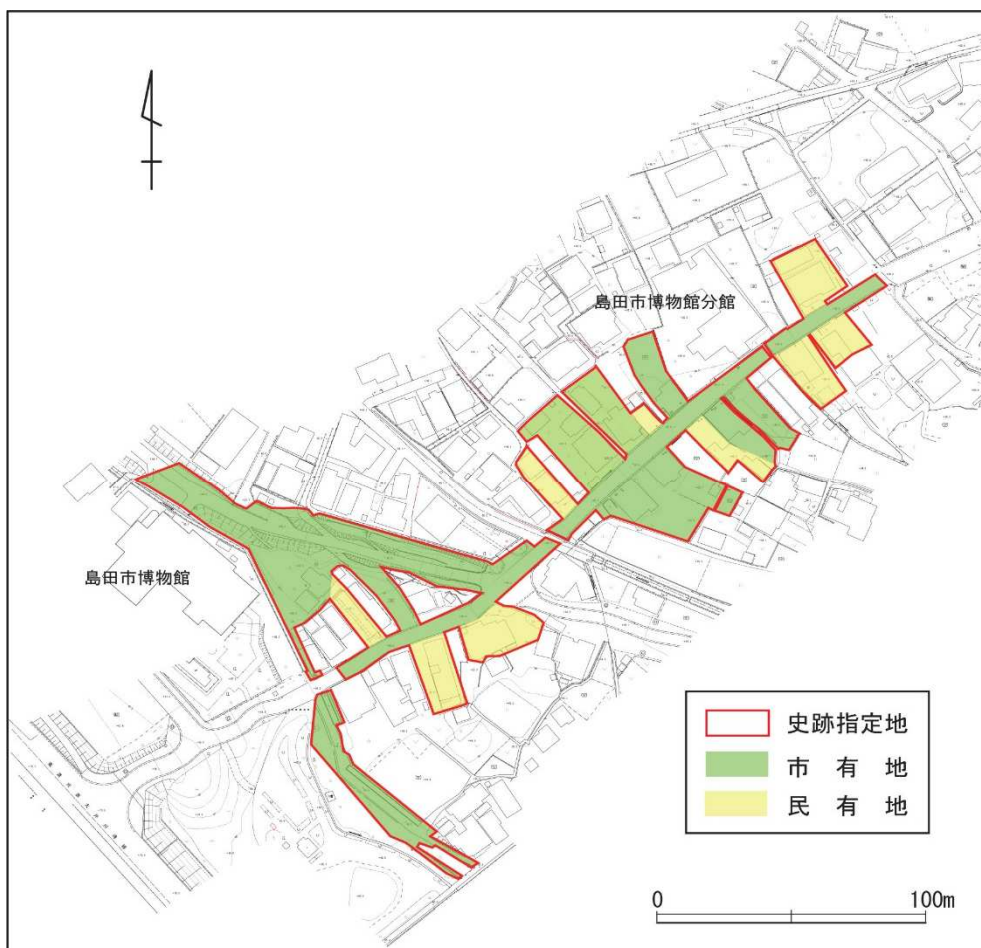 島田市博物館分館
島田市博物館
史跡指定地
市 有 地
民 有 地
0 100m